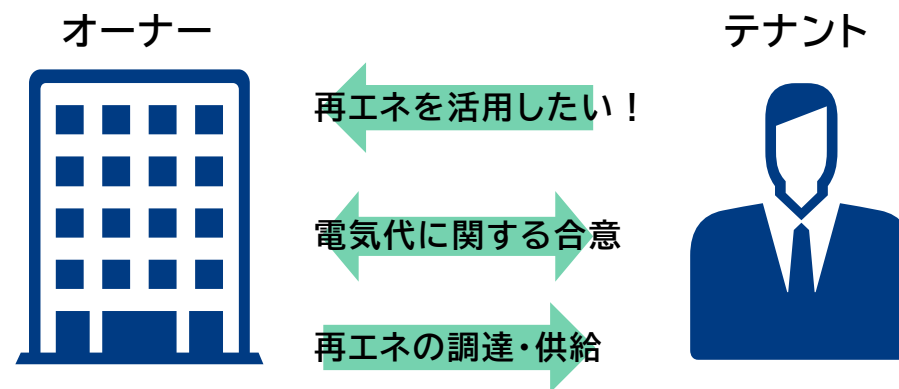 オーナー
テナント
再エネを活用したい！
電気代に関する合意
再エネの調達・供給